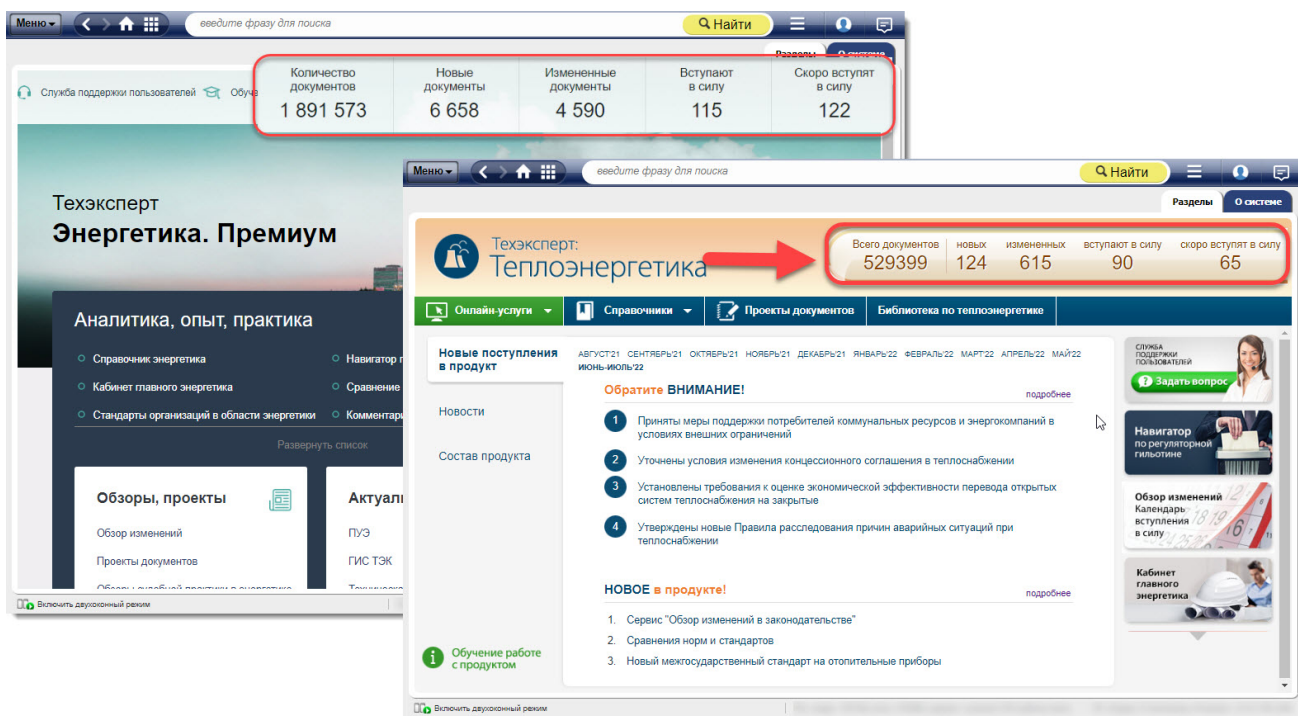 Меню
введите фразу для поиска
Найти
Разделы
О системе
Служба поддержки пользователей
Количество
документов
1 891 573
Новые
документы
6 658
Измененные
документы
4 590
Вступают
в силу
115
Скоро вступят
в силу
122
Техэксперт
Энергетика. Премиум
Аналитика, опыт, практика
Справочник энергетика
Кабинет главного энергетика
Стандарты организаций в области энергетики
Навигатор
Сравнение
Развернуть список
Обзоры, проекты
Обзор изменений
Проекты документов
Обзоры судебной практики в энергетике
ПУЭ
ГИС ТЭК
Включить двухоконный режим
Меню
введите фразу для поиска
Найти
Разделы
О системе
Техэксперт:
Теплоэнергетика
Всего документов
529399
новых
124
измененных
615
вступают в силу
90
скоро вступят в силу
65
Онлайн-услуги
Справочники
Проекты документов
Библиотека по теплоэнергетике
Новые поступления
в продукт
Новости
Состав продукта
АВГУСТ'21 СЕНТЯБРЬ'21 ОКТЯБРЬ'21 НОЯБРЬ'21 ДЕКАБРЬ'21 ЯНВАРЬ'22 ФЕВРАЛЬ'22 МАРТ'22 АПРЕЛЬ'22 МАЙ'22
ИЮНЬ-ИЮЛЬ'22
Обратите ВНИМАНИЕ!
подробнее
1 Приняты меры поддержки потребителей коммунальных ресурсов и энергокомпаний в
условиях внешних ограничений
2 Уточнены условия изменения концессионного соглашения в теплоснабжении
3 Установлены требования к оценке экономической эффективности перевода открытых
систем теплоснабжения на закрытые
4 Утверждены новые Правила расследования причин аварийных ситуаций при
теплоснабжении
НОВОЕ в продукте!
подробнее
1. Сервис "Обзор изменений в законодательстве"
2. Сравнения норм и стандартов
3. Новый межгосударственный стандарт на отопительные приборы
Обучение работе
с продуктом
СЛУЖБА
ПОДДЕРЖКИ
ПОЛЬЗОВАТЕЛЕЙ
Задать вопрос
Навигатор
по регуляторной
гильотине
Обзор изменений
Календарь
вступления
в силу
Кабинет
главного
энергетика
Включить двухоконный режим